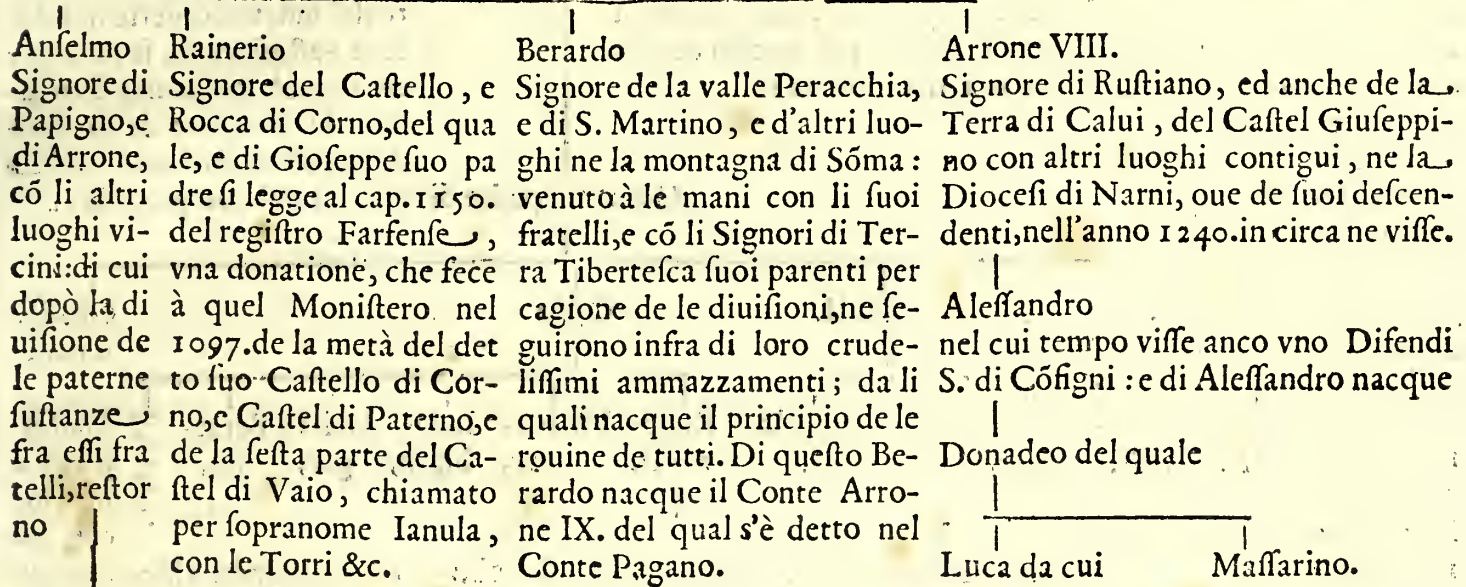 Anſelmo
Signore di
Papigno,e
di Arrone,
cõ li altri
luoghi vi-
cini:di cui
dopò la di
uiſione de
le paterne
ſuſtanze
fra eſſi fra
telli,reſtor
no
Rainerio
Signore del Caſtello , e
Rocca di Corno,del qua
le, e di Gioſeppe ſuo pa
dre ſi legge al cap.1150.
del regiſtro Farfenſe ,
vna donatione, che fece
à quel Moniſtero nel
1097.de la metà del det
to ſuo Caſtello di Cor-
no,e Caſtel di Paterno,e
de la ſeſta parte del Ca-
ſtel di Vaio , chiamato
per ſopranome Ianula ,
con le Torri &c.
Berardo
Signore de la valle Peracchia,
e di S. Martino , e d'altri luo-
ghi ne la montagna di Sóma :
venuto à le mani con li ſuoi
fratelli,e cõ li Signori di Ter-
ra Tiberteſca ſuoi parenti per
cagione de le diuiſioni,ne ſe-
guirono infra di loro crude-
liſſimi ammazzamenti ; da li
quali nacque il principio de le
rouine de tutti. Di queſto Be-
rardo nacque il Conte Arro-
ne IX. del qual s'è detto nel
Conte Pagano.
Arrone VIII.
Signore di Ruſtiano , ed anche de la
Terra di Calui , del Caſtel Giuſeppi-
no con altri luoghi contigui , ne la
Dioceſi di Narni, oue de ſuoi deſcen-
denti,nell'anno 1240.in circa ne viſſe.
Aleſſandro
nel cui tempo viſſe anco vno Difendi
S. di Cõfigni : e di Aleſſandro nacque
Donadeo del quale
Luca da cui
Maſſarino.